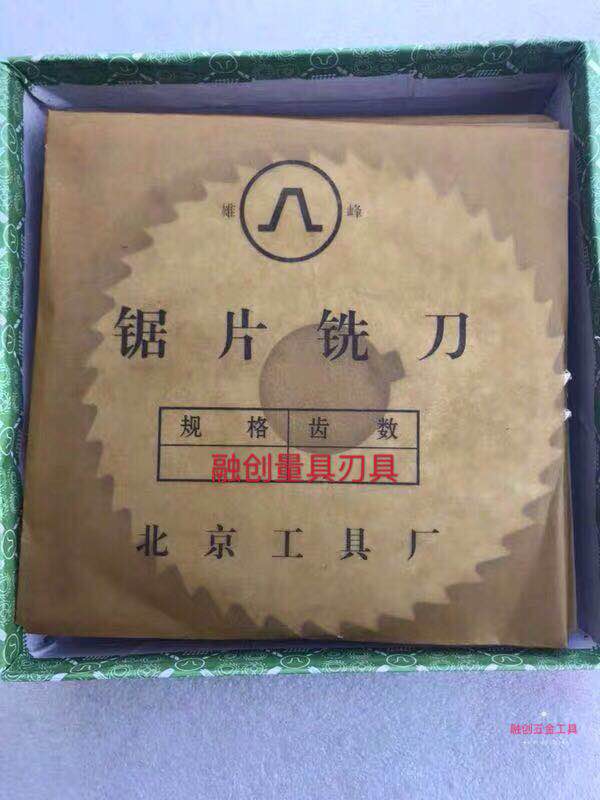 雄 峰
锯片铣刀
规格 齿数
融创量具刃具
北京工具厂
融创五金工具